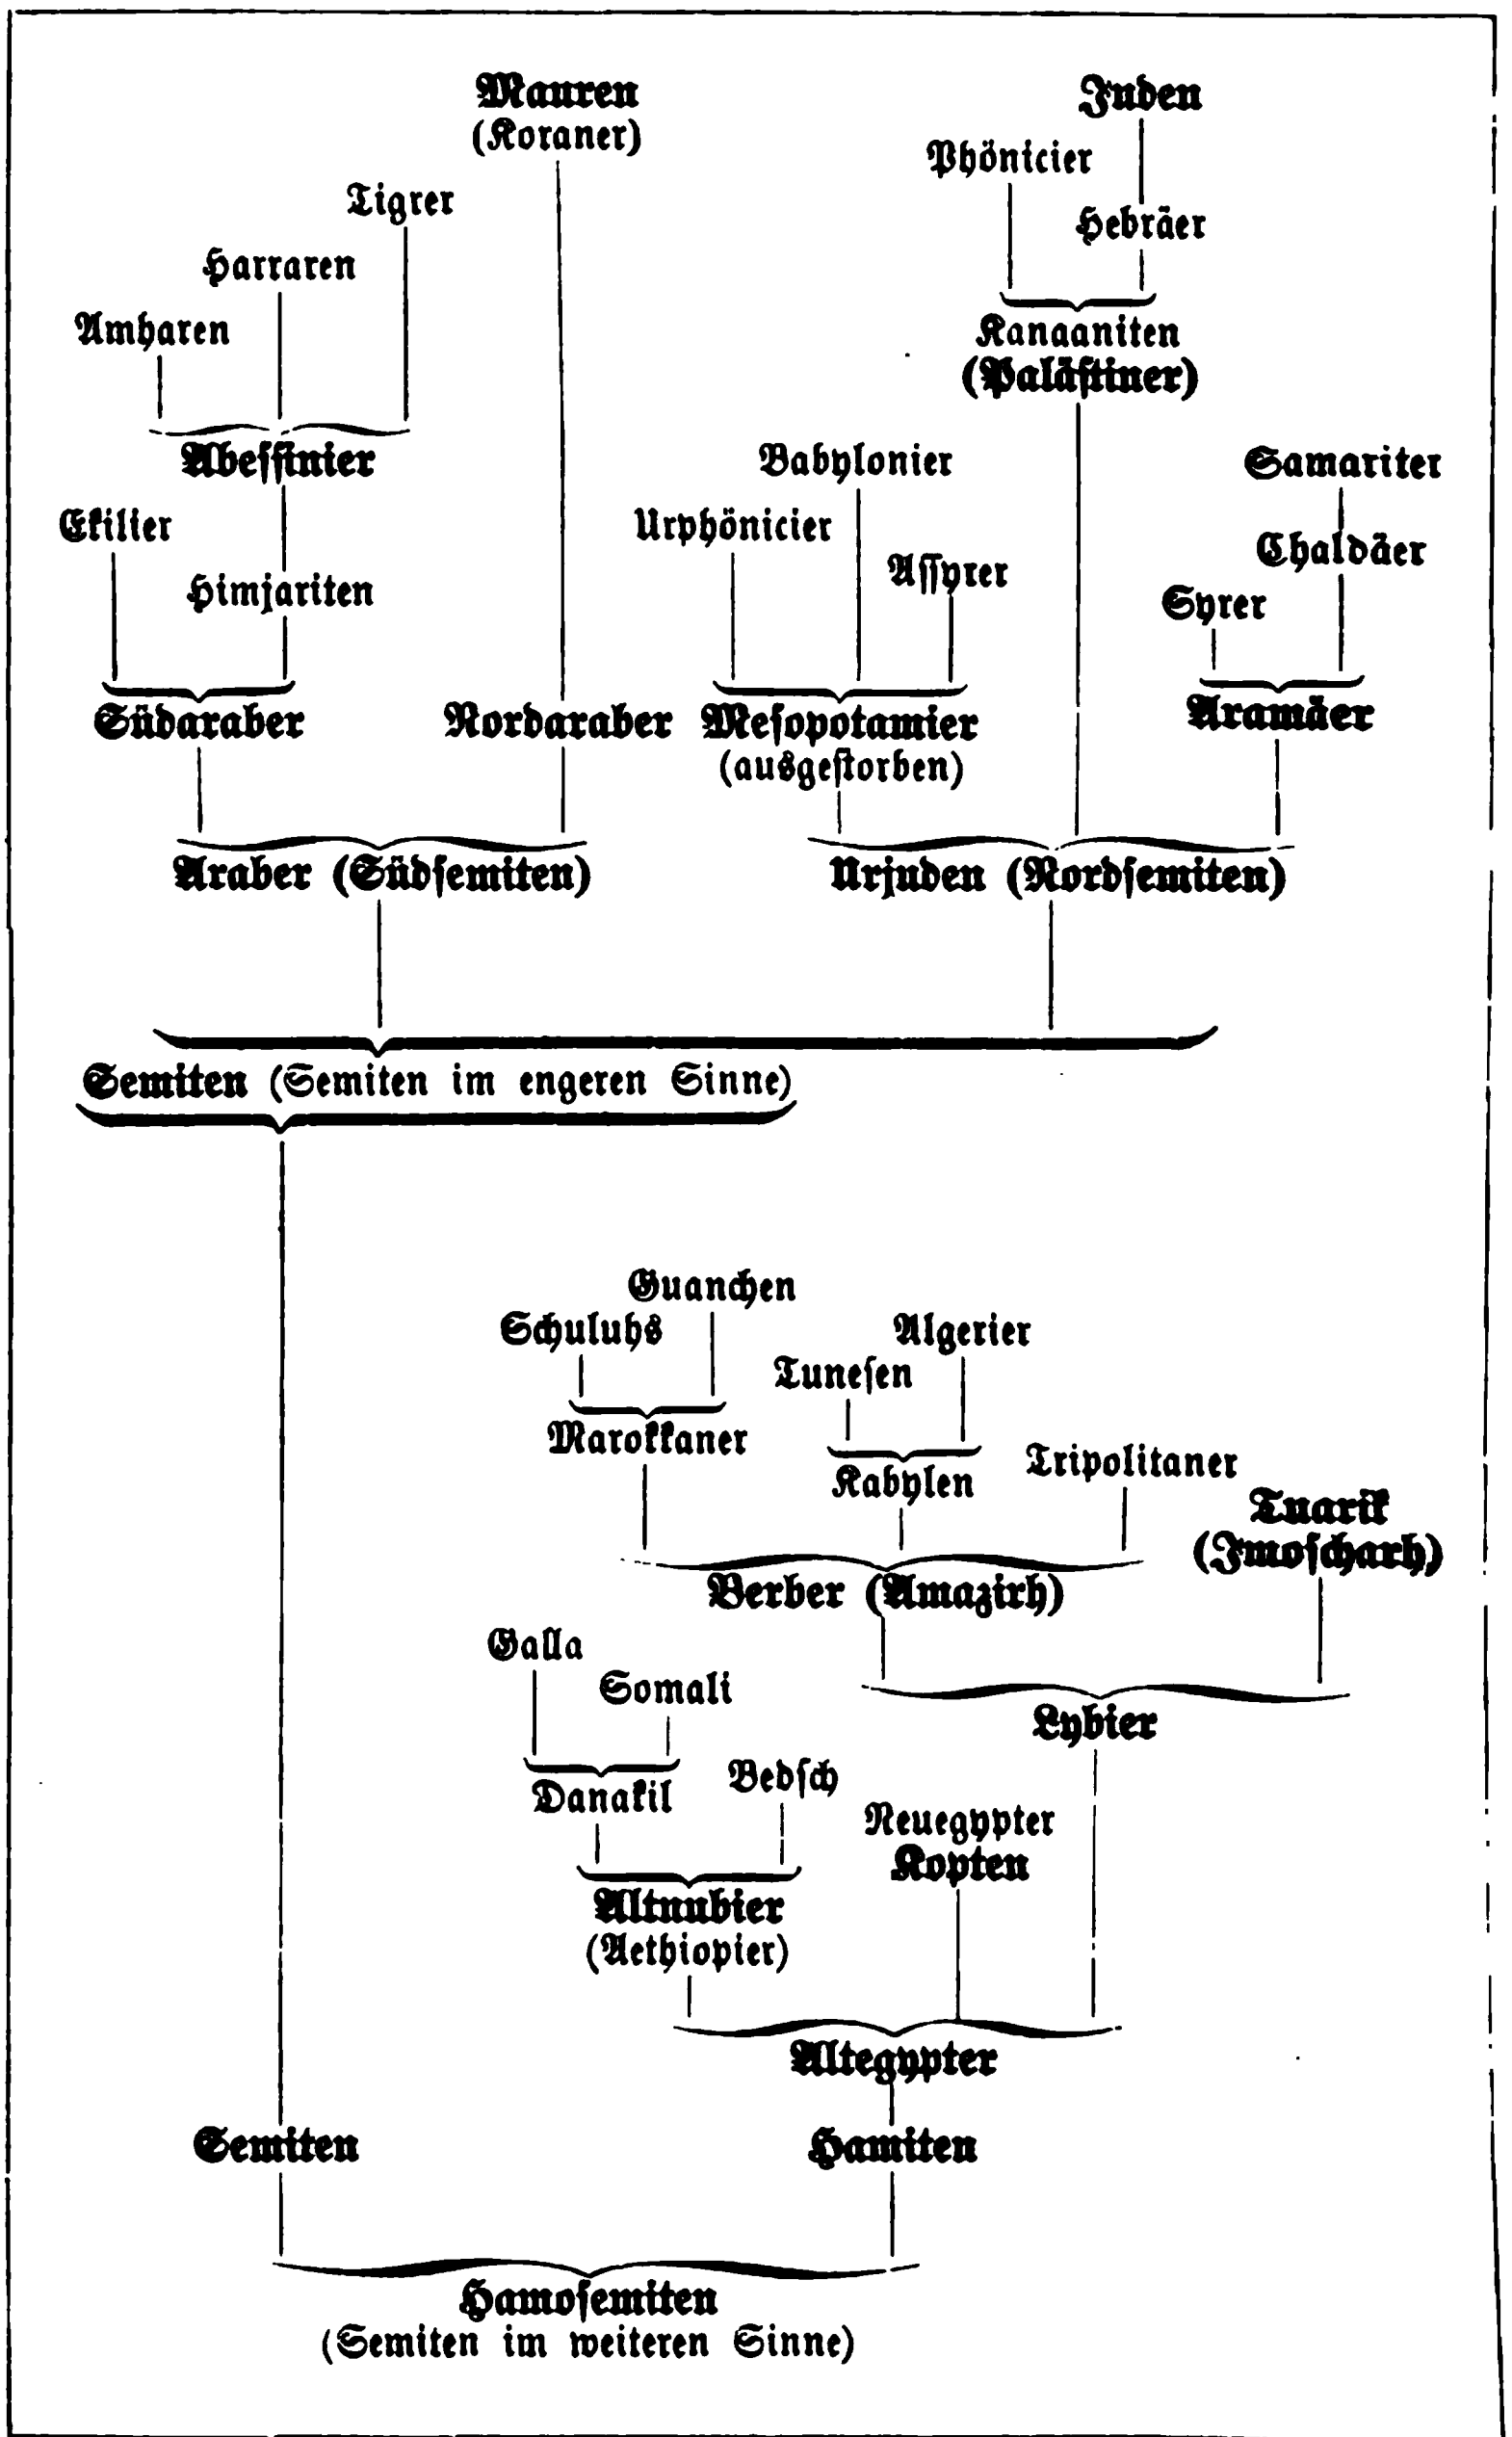 Mauren
(Koraner)
Juden
Phönicier
Tigrer
Hebräer
Harraren
Amharen
Kanaaniten
(Palästiner)
Abessinier
Babylonier
Samariter
Ekilier
Urphönicier
Chaldäer
Himjariten
Assyrer
Syrer
Südaraber
Nordaraber
Mesopotamier
(ausgestorben)
Aramäer
Araber (Südsemiten)
Urjuden (Nordsemiten)
Semiten (Semiten im engeren Sinne)
Guanchen
Schuluhs
Algerier
Tunesen
Marokkaner
Tripolitaner
Kabylen
Tuarik
(Imoscharh)
Berber (Amazirh)
Galla
Somali
Lybier
Bedsch
Danakil
Neuegypter
Kopten
Altnubier
(Aethiopier)
Altegypter
Semiten
Hamiten
Hamosemiten
(Semiten im weiteren Sinne)